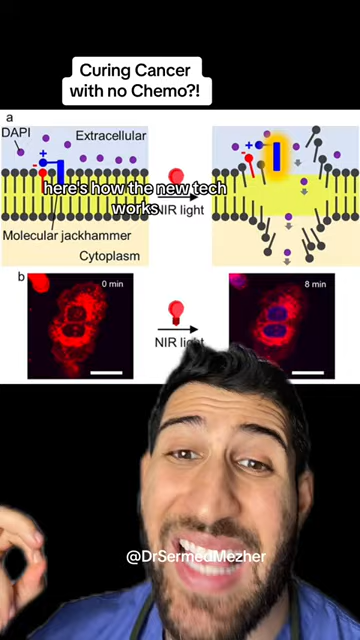 Curing Cancer
with no Chemo?!
a
DAPI
Extracellular
+
-
+
-
here's how the new tech
works.
NIR light
Molecular jackhammer
Cytoplasm
b
0 min
8 min
NIR light
@DrSermedMezher